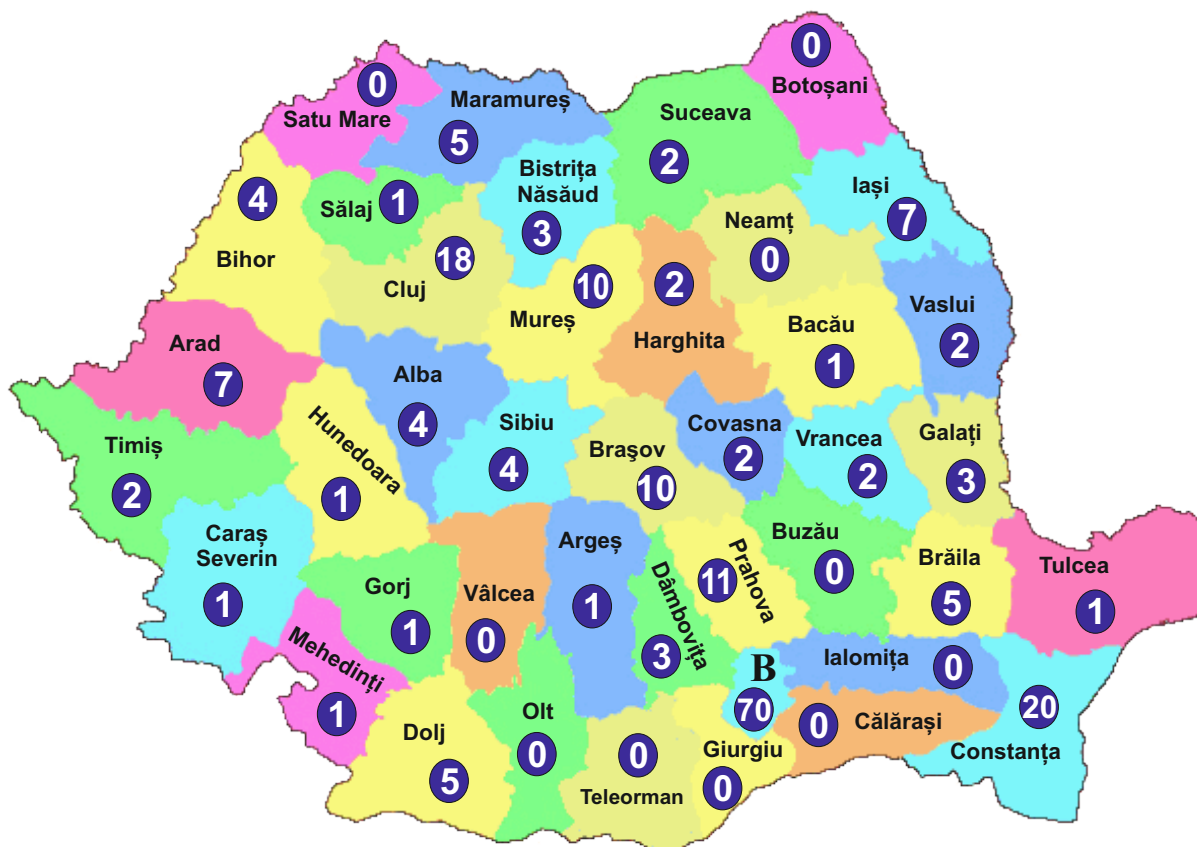 0
Botoșani
0
Satu Mare
Maramureș
5
Suceava
2
Bistrița
Năsăud
3
Iași
7
4
Bihor
Sălaj
1
18
Cluj
Neamț
0
10
Mureș
2
Harghita
Bacău
1
Vaslui
2
Arad
7
Alba
4
Hunedoara
1
Sibiu
4
Braşov
10
Covasna
2
Vrancea
2
Galați
3
Timiș
2
Caraș
Severin
1
Gorj
1
Vâlcea
0
Argeș
1
Dâmbovița
3
Prahova
11
Buzău
0
Brăila
5
Tulcea
1
Mehedinți
1
Dolj
5
Olt
0
0
Teleorman
Giurgiu
0
B
70
Ialomița
0
0
Călărași
20
Constanța